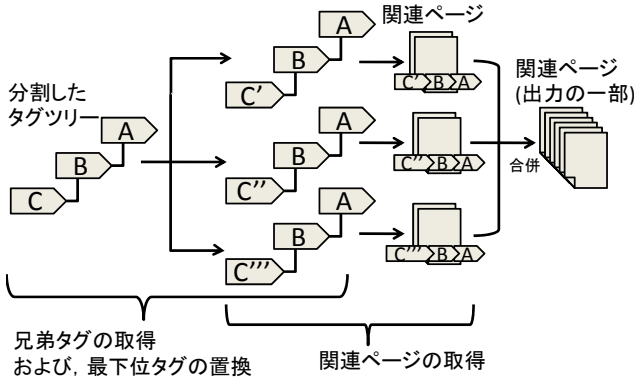 分割した
タグツリー
A
B
C
A
B
C'
A
B
C''
A
B
C'''
関連ページ
C' B A
C'' B A
C''' B A
関連ページ
(出力の一部)
合併
兄弟タグの取得
および, 最下位タグの置換
関連ページの取得